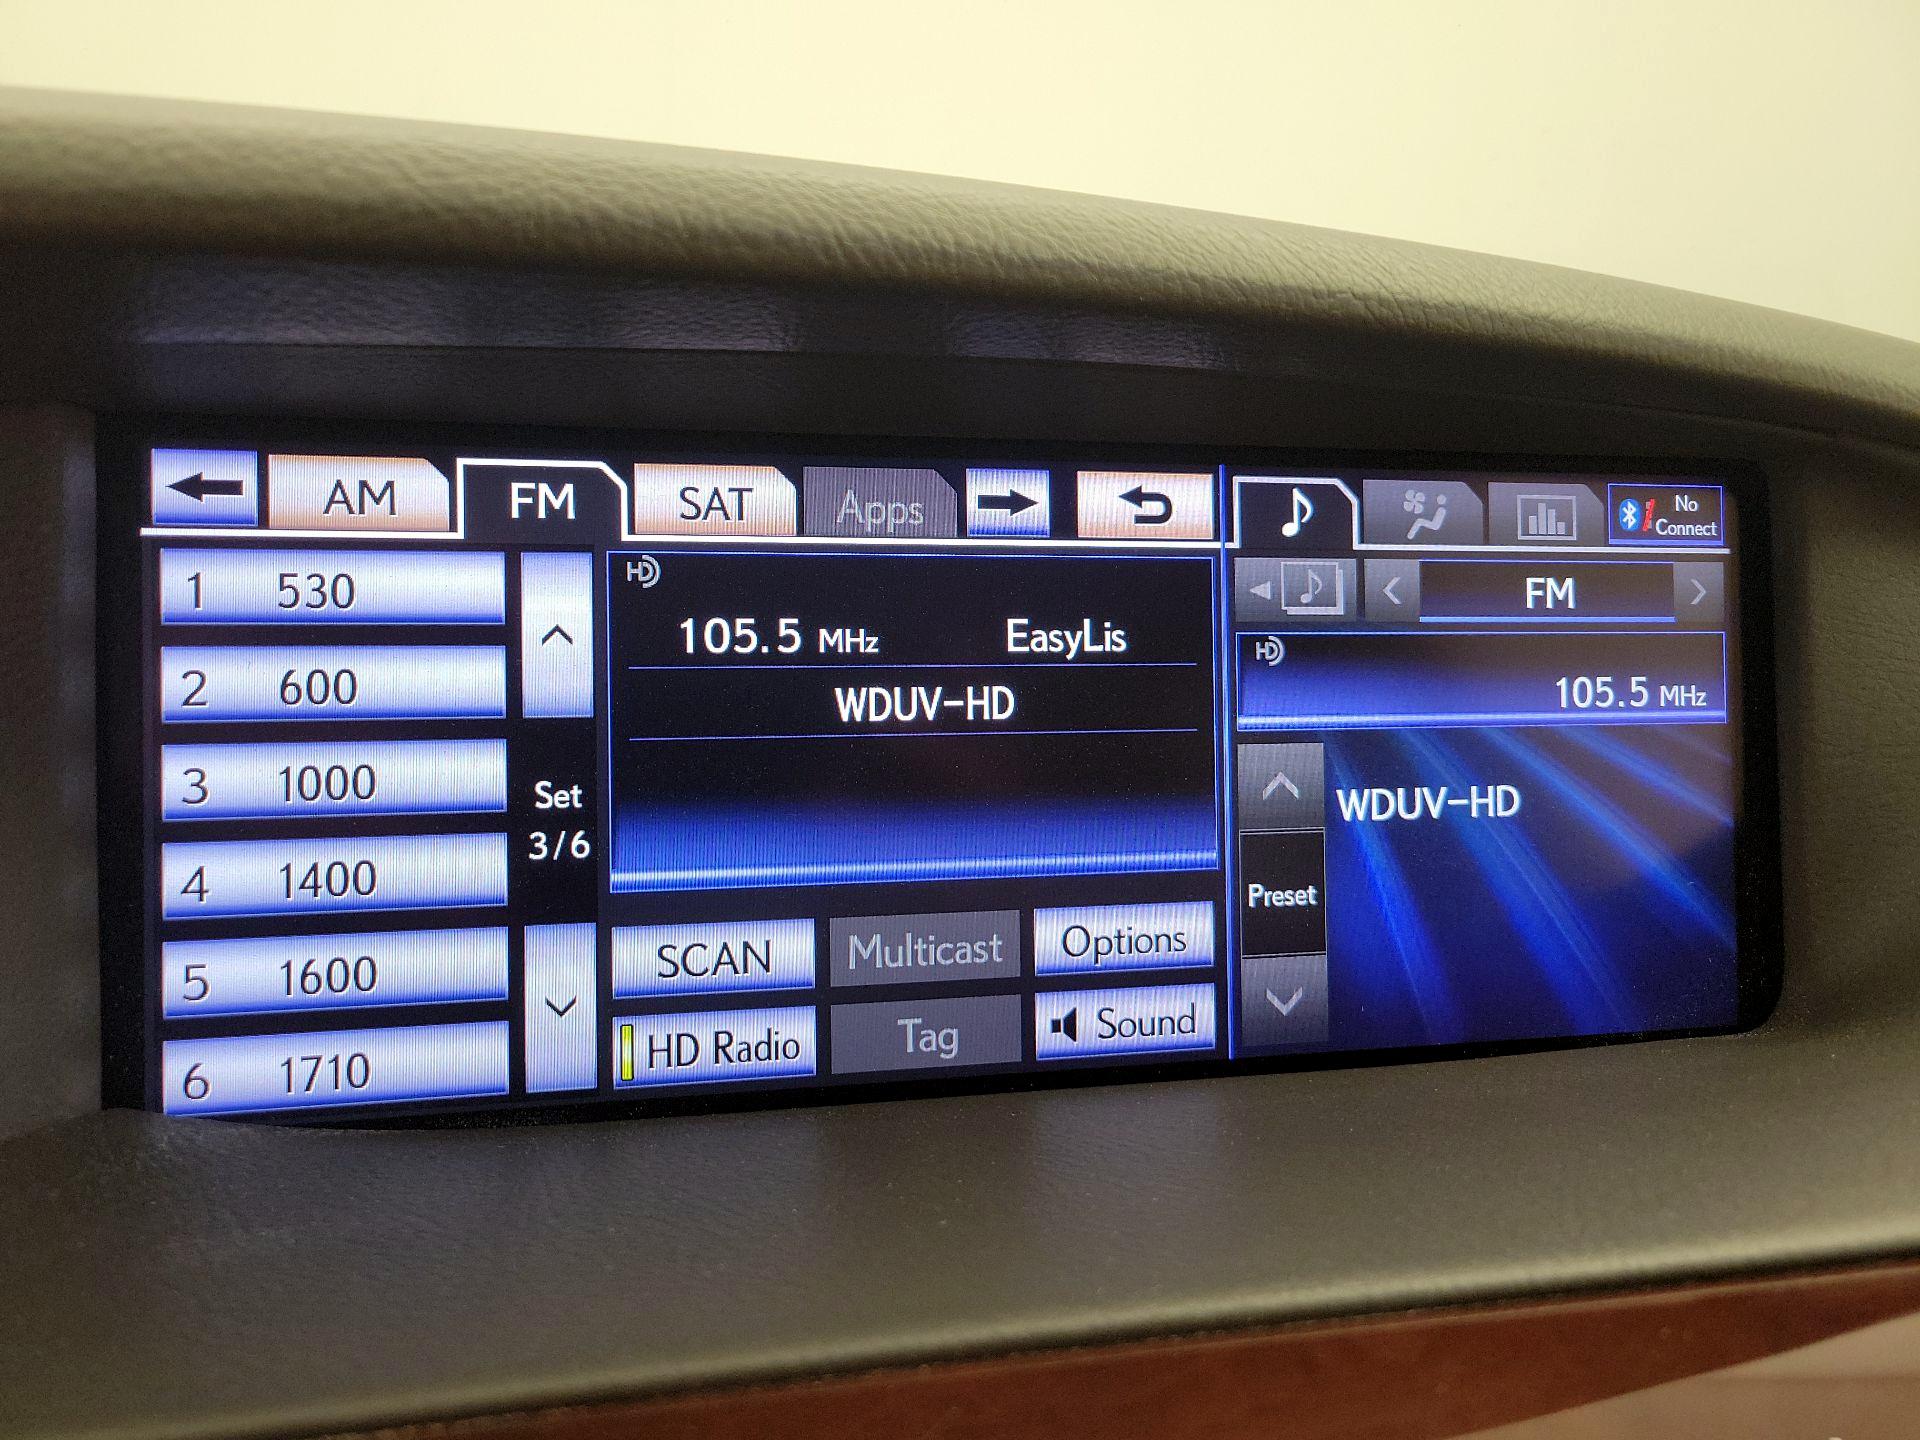 AM
FM
SAT
Apps
No
Connect
1 530
2 600
3 1000
4 1400
5 1600
6 1710
Set
3/6
HD
105.5 MHz EasyLis
WDUV-HD
SCAN
Multicast
Options
HD Radio
Tag
Sound
FM
HD
105.5 MHz
Preset
WDUV-HD